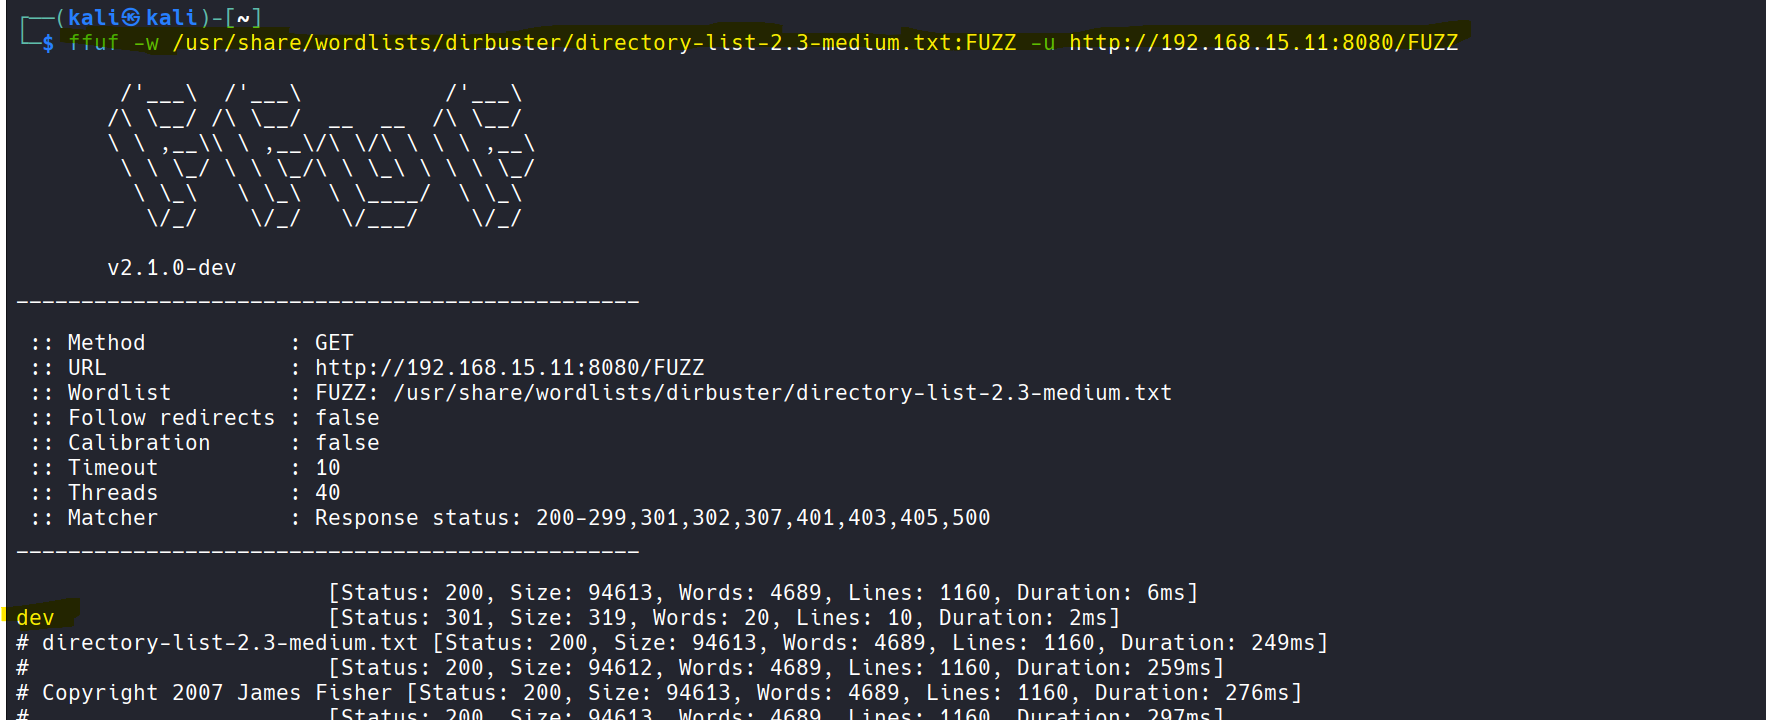 ┌──(kali㉿kali)-[~]
└─$ ffuf -w /usr/share/wordlists/dirbuster/directory-list-2.3-medium.txt:FUZZ -u http://192.168.15.11:8080/FUZZ
        /'___\  /'___\           /'___\
       /\ \__/ /\ \__/  __  __  /\ \__/
       \ \ ,__\\ \ ,__\/\ \/\ \ \ \ ,__\
        \ \ \_/ \ \ \_/\ \ \_\ \ \ \ \_/
         \ \_\   \ \_\  \ \____/  \ \_\
          \/_/    \/_/   \/___/    \/_/
       v2.1.0-dev
________________________________________________
 :: Method           : GET
 :: URL              : http://192.168.15.11:8080/FUZZ
 :: Wordlist         : FUZZ: /usr/share/wordlists/dirbuster/directory-list-2.3-medium.txt
 :: Follow redirects : false
 :: Calibration      : false
 :: Timeout          : 10
 :: Threads          : 40
 :: Matcher          : Response status: 200-299,301,302,307,401,403,405,500
________________________________________________
                        [Status: 200, Size: 94613, Words: 4689, Lines: 1160, Duration: 6ms]
dev                     [Status: 301, Size: 319, Words: 20, Lines: 10, Duration: 2ms]
# directory-list-2.3-medium.txt [Status: 200, Size: 94613, Words: 4689, Lines: 1160, Duration: 249ms]
#                       [Status: 200, Size: 94612, Words: 4689, Lines: 1160, Duration: 259ms]
# Copyright 2007 James Fisher [Status: 200, Size: 94613, Words: 4689, Lines: 1160, Duration: 276ms]
#                       [Status: 200, Size: 94613, Words: 4689, Lines: 1160, Duration: 297ms]